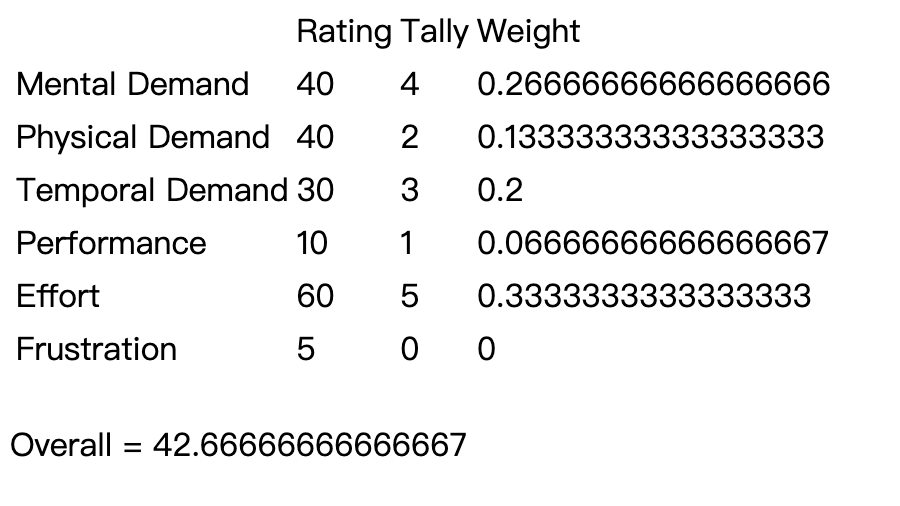 Rating Tally Weight
Mental Demand 40 4 0.26666666666666666
Physical Demand 40 2 0.13333333333333333
Temporal Demand 30 3 0.2
Performance 10 1 0.06666666666666667
Effort 60 5 0.3333333333333333
Frustration 5 0 0
Overall = 42.66666666666667